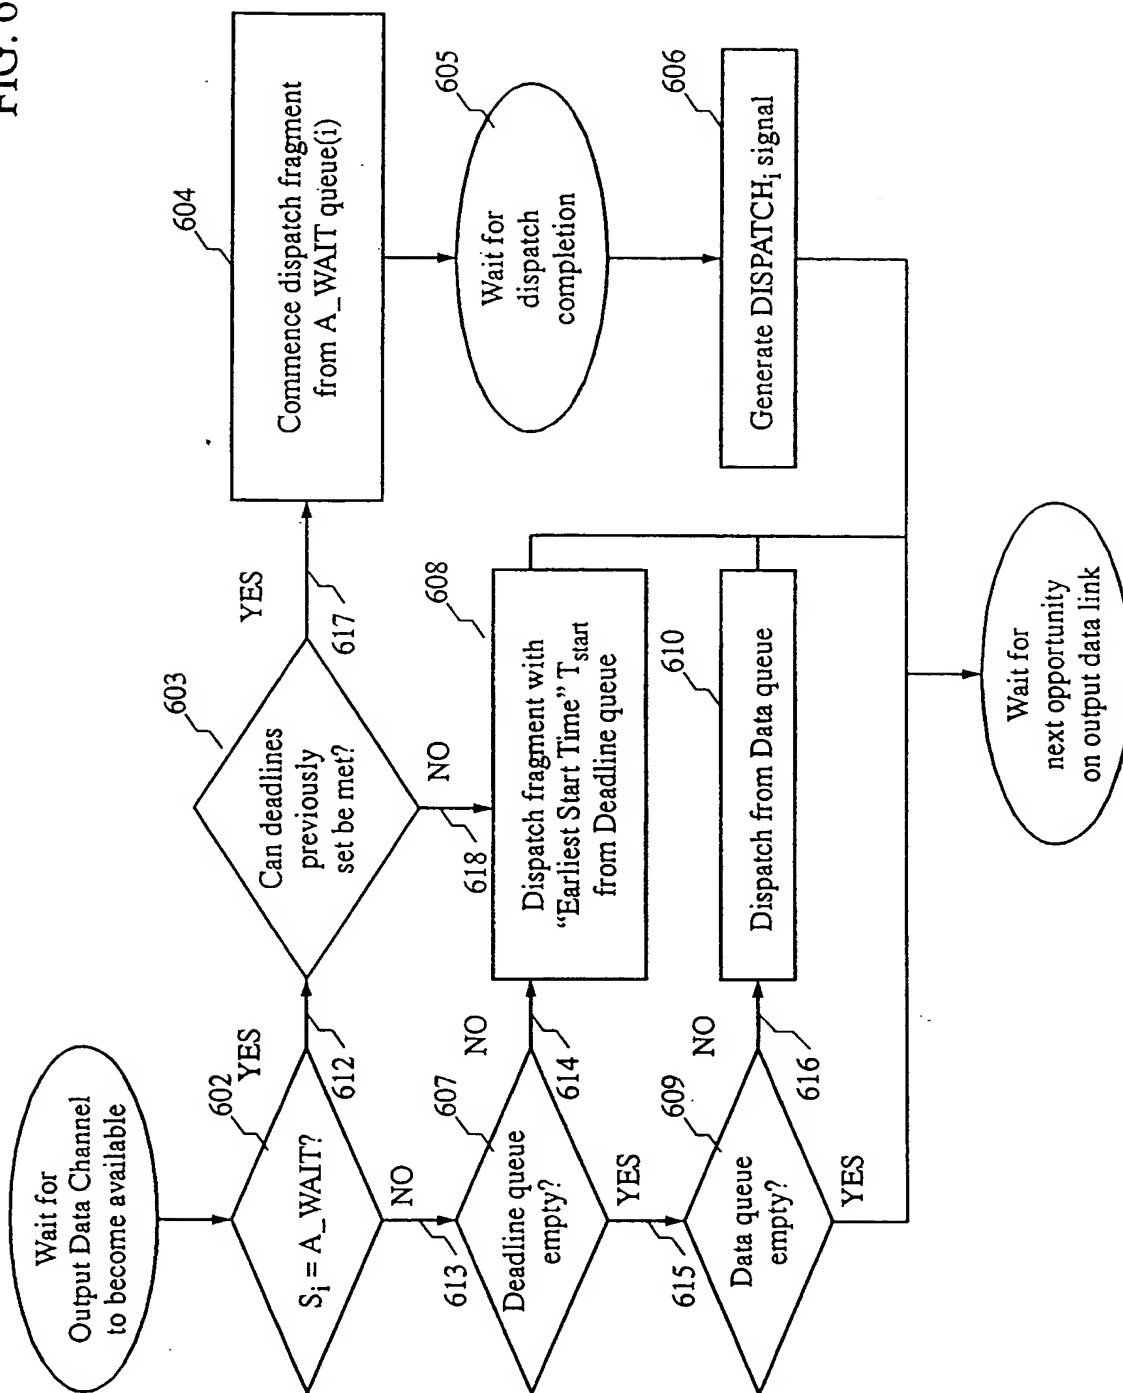 FIG. 6
Wait for
Output Data Channel
to become available
602
S_i = A_WAIT?
YES
612
NO
613
603
Can deadlines
previously
set be met?
YES
617
NO
618
604
Commence dispatch fragment
from A_WAIT queue(i)
605
Wait for
dispatch
completion
606
Generate DISPATCH_i signal
607
Deadline queue
empty?
NO
614
YES
615
608
Dispatch fragment with
“Earliest Start Time” T_start
from Deadline queue
609
Data queue
empty?
NO
616
YES
610
Dispatch from Data queue
Wait for
next opportunity
on output data link